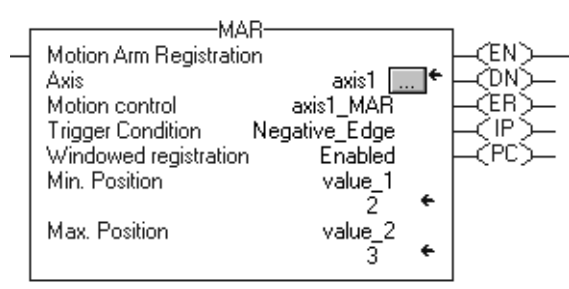 MAR
Motion Arm Registration
Axis axis1 ...
Motion control axis1_MAR
Trigger Condition Negative_Edge
Windowed registration Enabled
Min. Position value_1
2
Max. Position value_2
3
EN
DN
ER
IP
PC